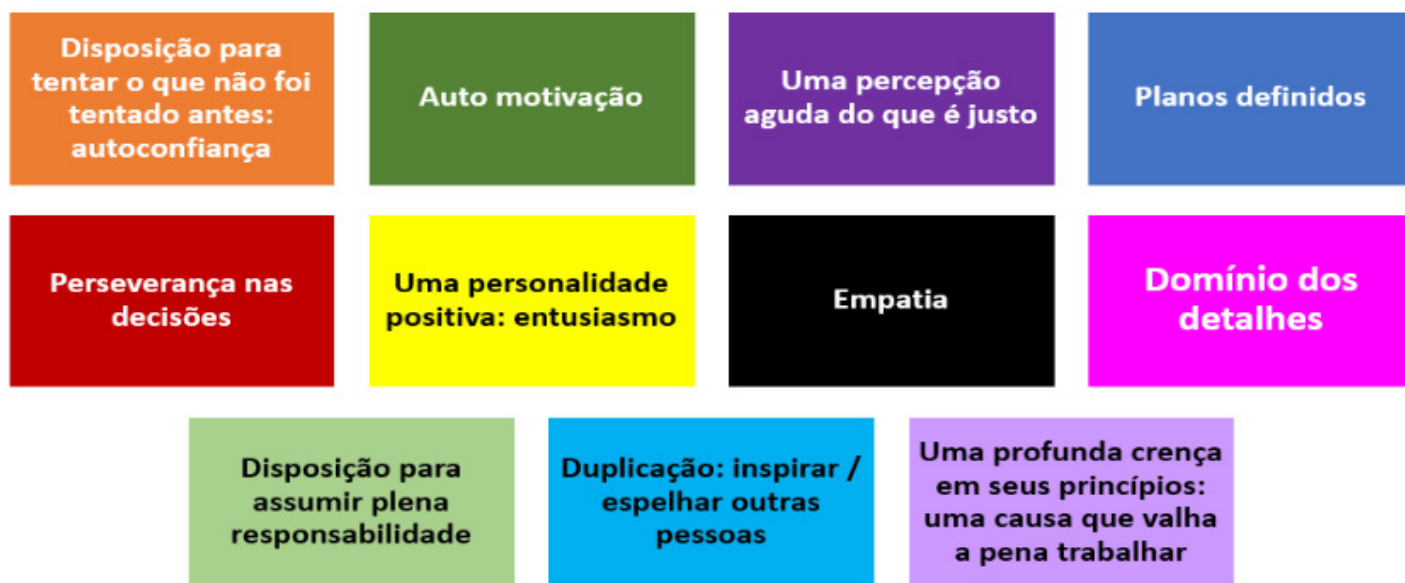 Disposição para
tentar o que não foi
tentado antes:
autoconfiança
Auto motivação
Uma percepção
aguda do que é justo
Planos definidos
Perseverança nas
decisões
Uma personalidade
positiva: entusiasmo
Empatia
Domínio dos
detalhes
Disposição para
assumir plena
responsabilidade
Duplicação: inspirar /
espelhar outras
pessoas
Uma profunda crença
em seus princípios:
uma causa que valha
a pena trabalhar